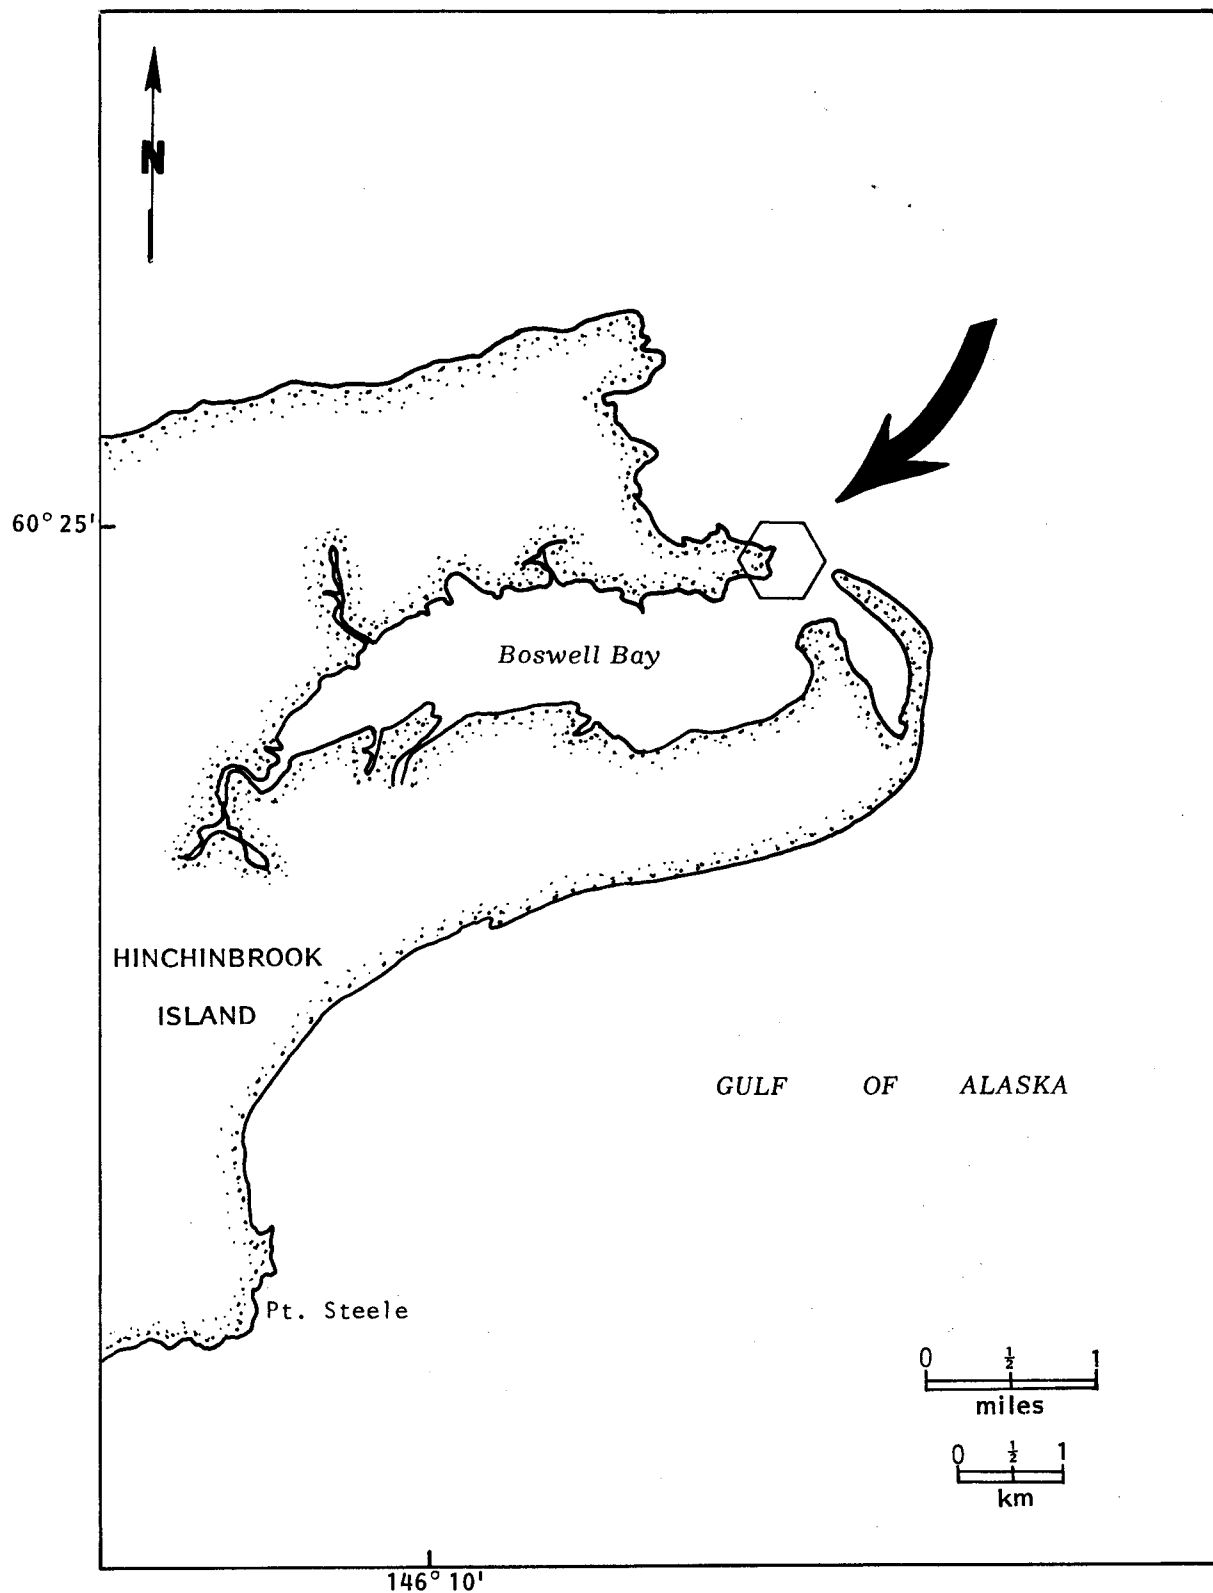 N
60° 25'
Boswell Bay
HINCHINBROOK
ISLAND
GULF OF ALASKA
Pt. Steele
0 ½ 1
miles
0 ½ 1
km
146° 10'